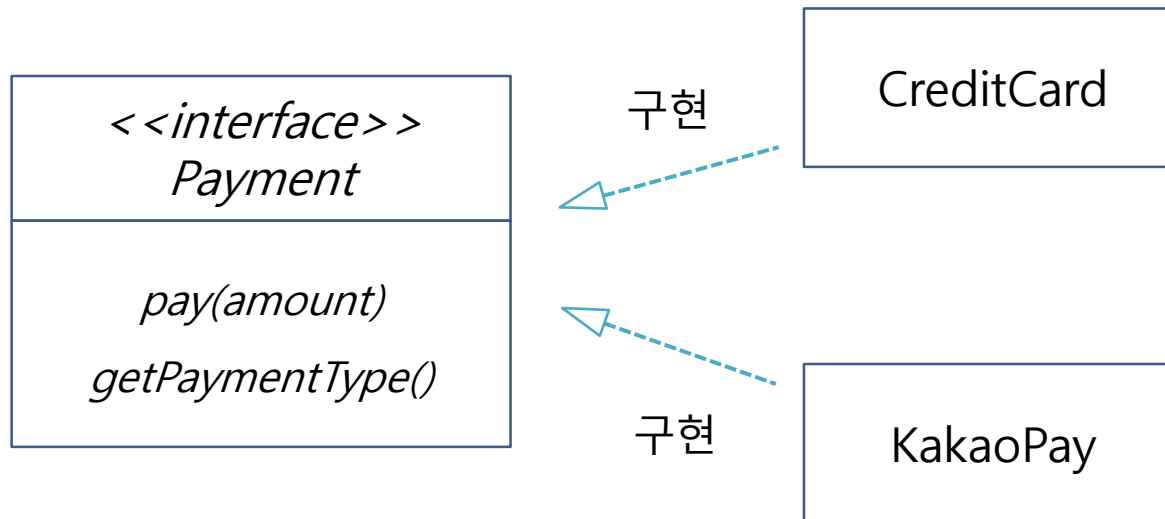 <<interface>>
Payment
pay(amount)
getPaymentType()
구현
CreditCard
구현
KakaoPay